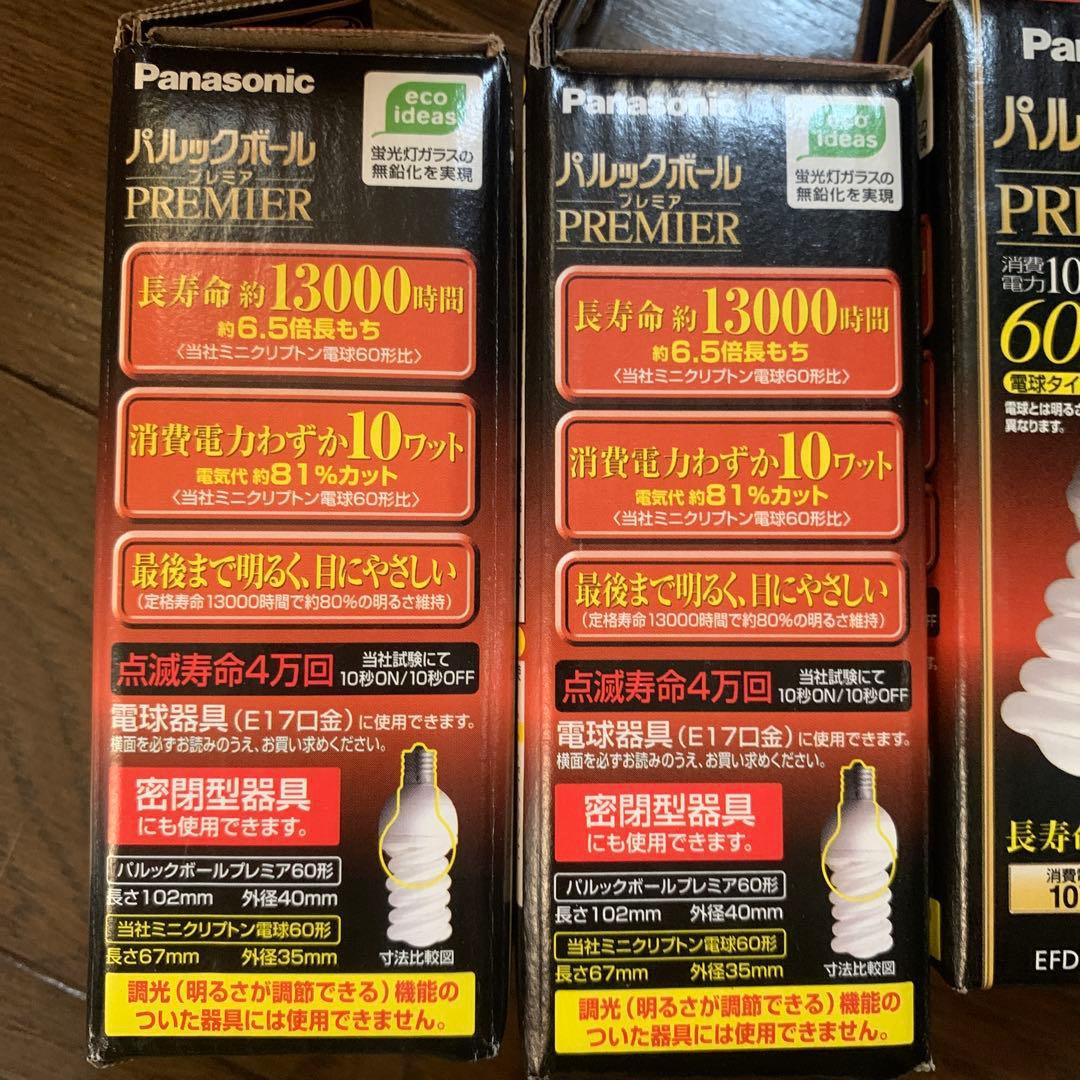 Panasonic
eco
ideas
蛍光灯ガラスの
無鉛化を実現
パルックボール
プレミア
PREMIER
長寿命 約13000時間
約6.5倍長もち
〈当社ミニクリプトン電球60形比〉
消費電力わずか10ワット
電気代 約81%カット
〈当社ミニクリプトン電球60形比〉
最後まで明るく、目にやさしい
(定格寿命13000時間で約80%の明るさ維持)
点滅寿命4万回 当社試験にて
10秒ON/10秒OFF
電球器具(E17口金)に使用できます。
横面を必ずお読みのうえ、お買い求めください。
密閉型器具
にも使用できます。
パルックボールプレミア60形
長さ102mm 外径40mm
当社ミニクリプトン電球60形
長さ67mm 外径35mm
寸法比較図
調光(明るさが調節できる)機能の
ついた器具には使用できません。
Panasonic
eco
ideas
蛍光灯ガラスの
無鉛化を実現
パルックボール
プレミア
PREMIER
長寿命 約13000時間
約6.5倍長もち
〈当社ミニクリプトン電球60形比〉
消費電力わずか10ワット
電気代 約81%カット
〈当社ミニクリプトン電球60形比〉
最後まで明るく、目にやさしい
(定格寿命13000時間で約80%の明るさ維持)
点滅寿命4万回 当社試験にて
10秒ON/10秒OFF
電球器具(E17口金)に使用できます。
横面を必ずお読みのうえ、お買い求めください。
密閉型器具
にも使用できます。
パルックボールプレミア60形
長さ102mm 外径40mm
当社ミニクリプトン電球60形
長さ67mm 外径35mm
寸法比較図
調光(明るさが調節できる)機能の
ついた器具には使用できません。
Pa
パル
PR
消費
電力10
60
電球タイ
電球とは明るさ
異なります。
長寿
消費
10
EFD